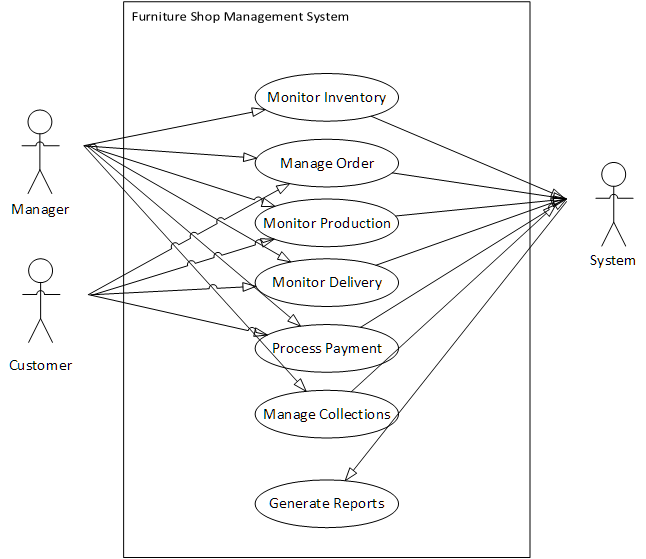 Furniture Shop Management System
Monitor Inventory
Manage Order
Manager
Monitor Production
System
Monitor Delivery
Customer
Process Payment
Manage Collections
Generate Reports